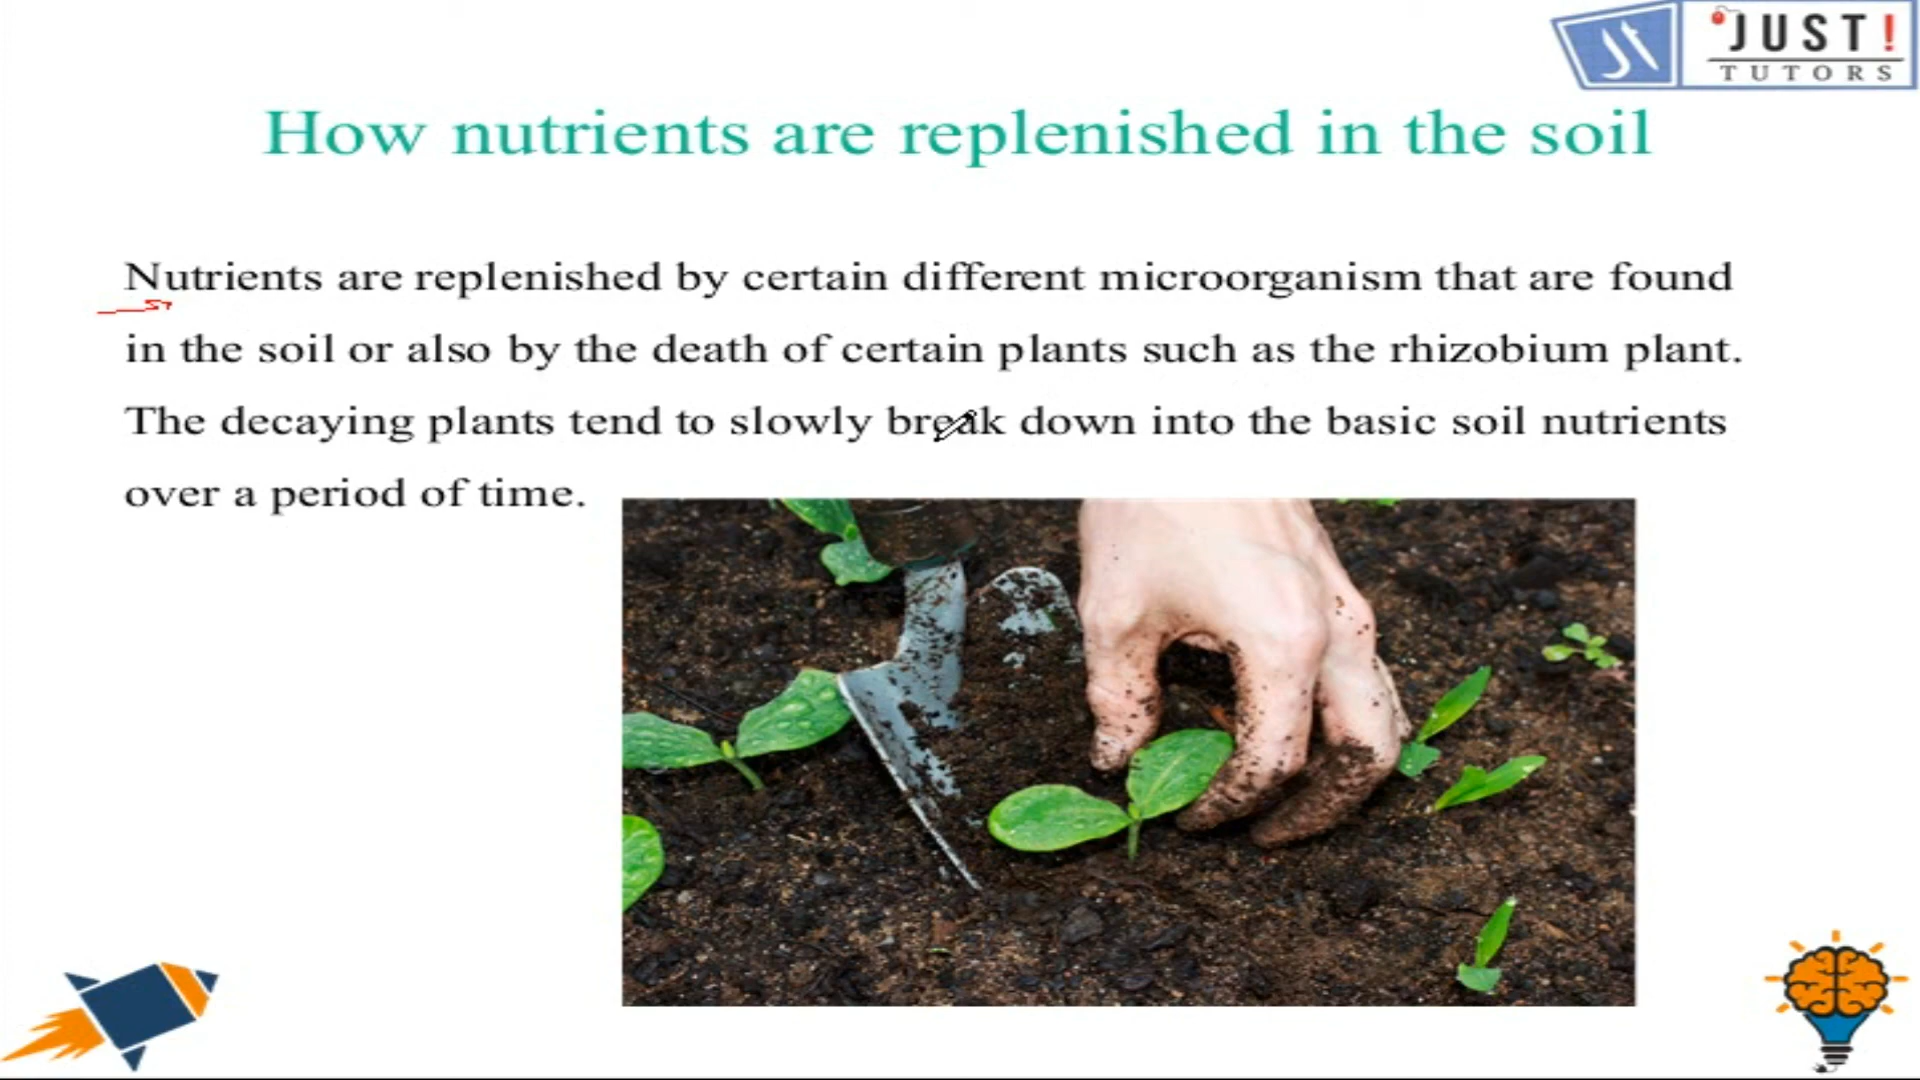 JUST!
TUTORS
How nutrients are replenished in the soil
Nutrients are replenished by certain different microorganism that are found
in the soil or also by the death of certain plants such as the rhizobium plant.
The decaying plants tend to slowly break down into the basic soil nutrients
over a period of time.